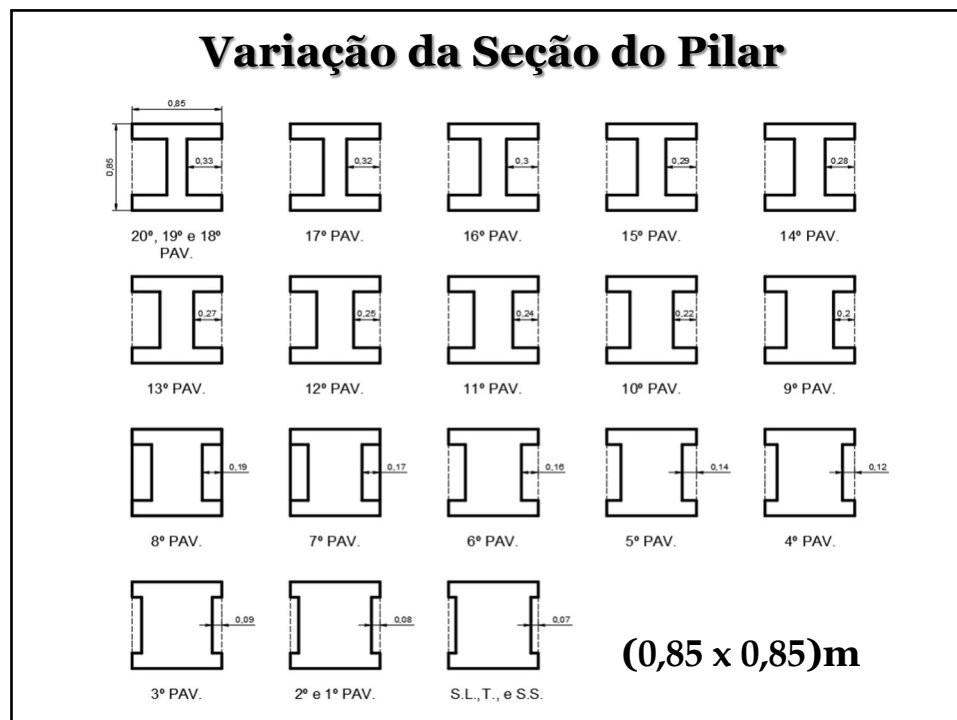 Variação da Seção do Pilar
0,85
0,85
0,33
0,32
0,3
0,29
0,28
20º, 19º e 18º
PAV.
17º PAV.
16º PAV.
15º PAV.
14º PAV.
0,27
0,25
0,24
0,22
0,2
13º PAV.
12º PAV.
11º PAV.
10º PAV.
9º PAV.
0,19
0,17
0,16
0,14
0,12
8º PAV.
7º PAV.
6º PAV.
5º PAV.
4º PAV.
0,09
0,08
0,07
(0,85 x 0,85)m
3º PAV.
2º e 1º PAV.
S.L.,T., e S.S.